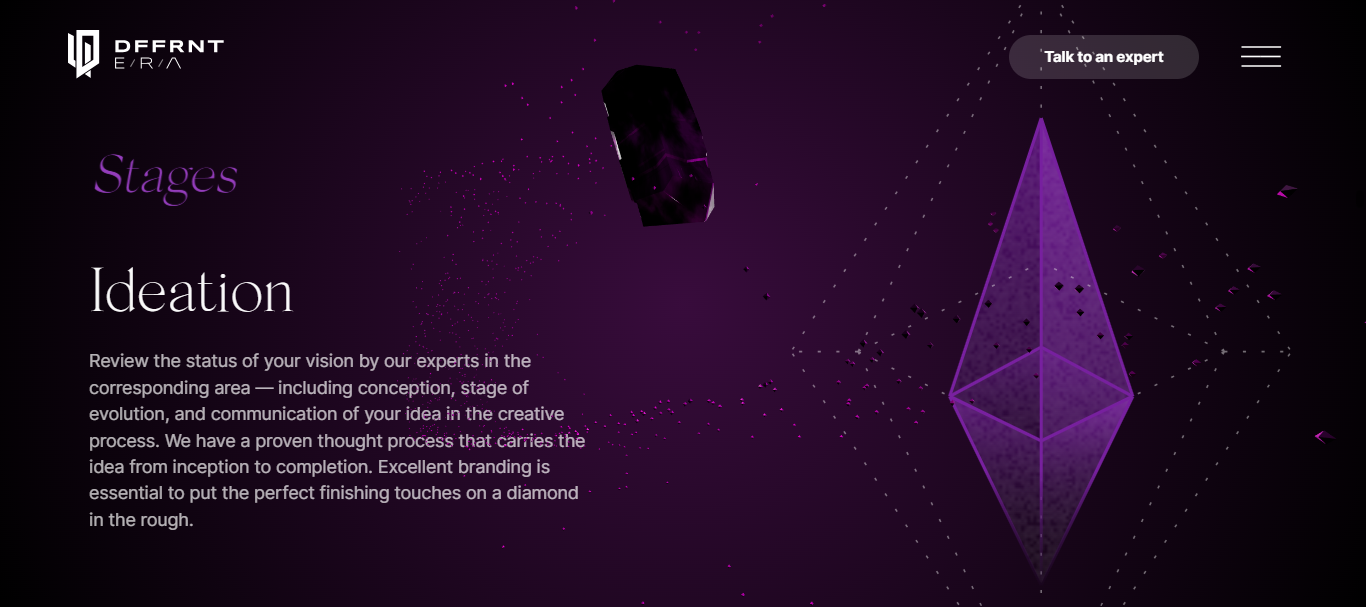 DFFRNT
E/R/Λ
Talk to an expert
Stages
Ideation
Review the status of your vision by our experts in the
corresponding area — including conception, stage of
evolution, and communication of your idea in the creative
process. We have a proven thought process that carries the
idea from inception to completion. Excellent branding is
essential to put the perfect finishing touches on a diamond
in the rough.